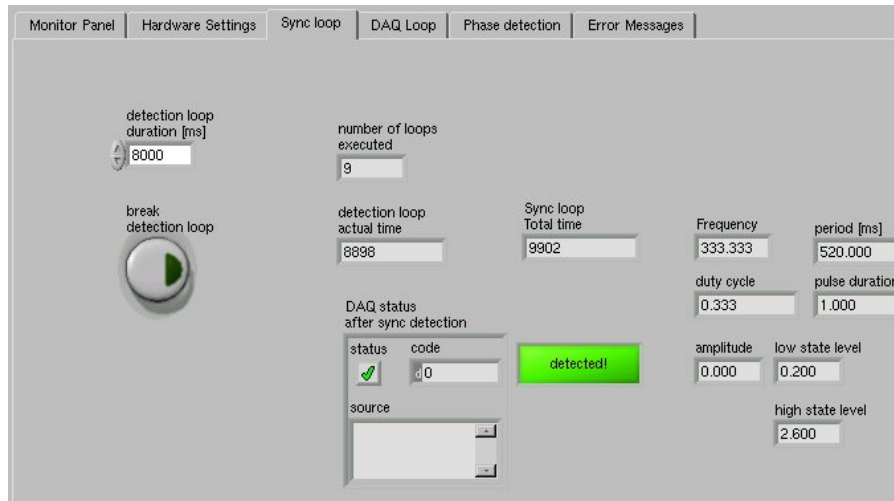 Monitor Panel
Hardware Settings
Sync loop
DAQ Loop
Phase detection
Error Messages
detection loop
duration [ms]
8000
number of loops
executed
9
break
detection loop
detection loop
actual time
8898
Sync loop
Total time
9902
Frequency
333.333
period [ms]
520.000
duty cycle
0.333
pulse duration
1.000
DAQ status
after sync detection
status
code
d0
source
detected!
amplitude
0.000
low state level
0.200
high state level
2.600